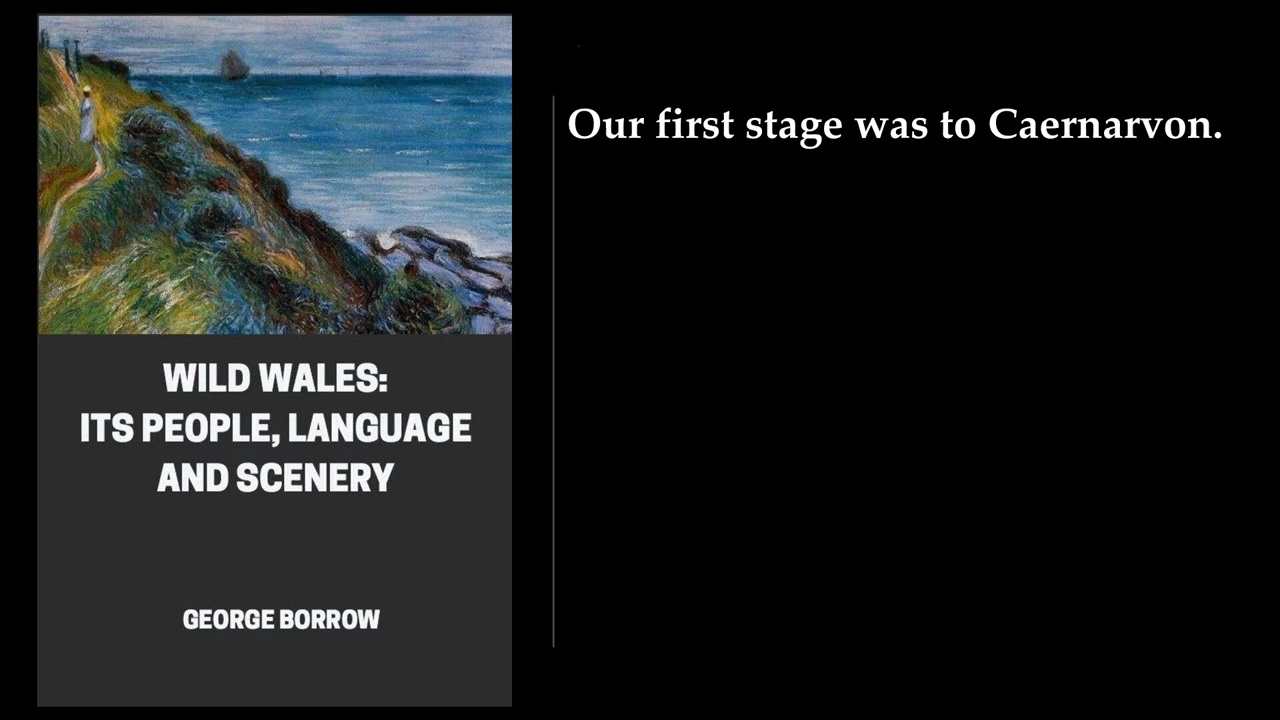 WILD WALES:
ITS PEOPLE, LANGUAGE
AND SCENERY
GEORGE BORROW
Our first stage was to Caernarvon.